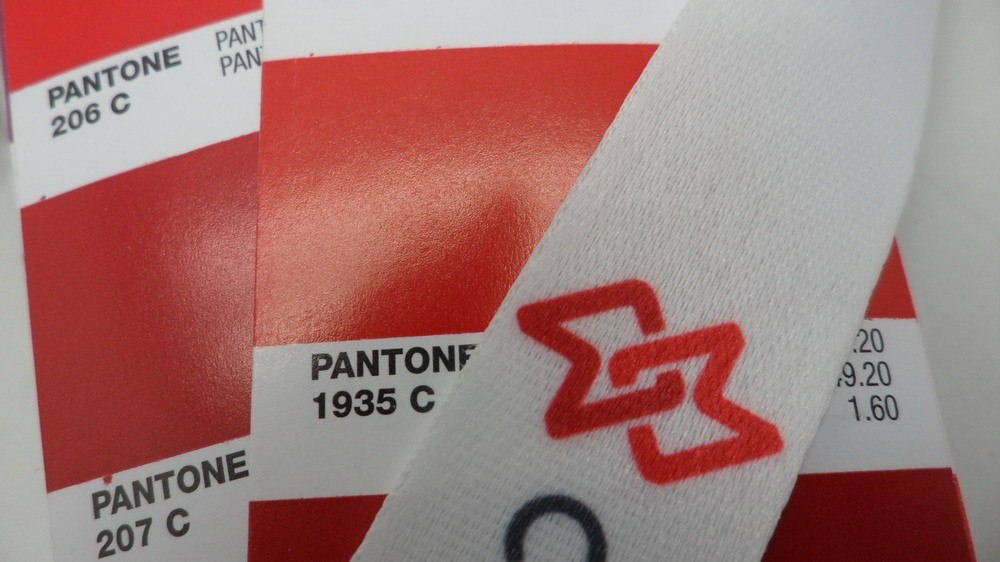 PANTONE
206 C
PANTONE
207 C
PANTONE
1935 C
.20
9.20
1.60